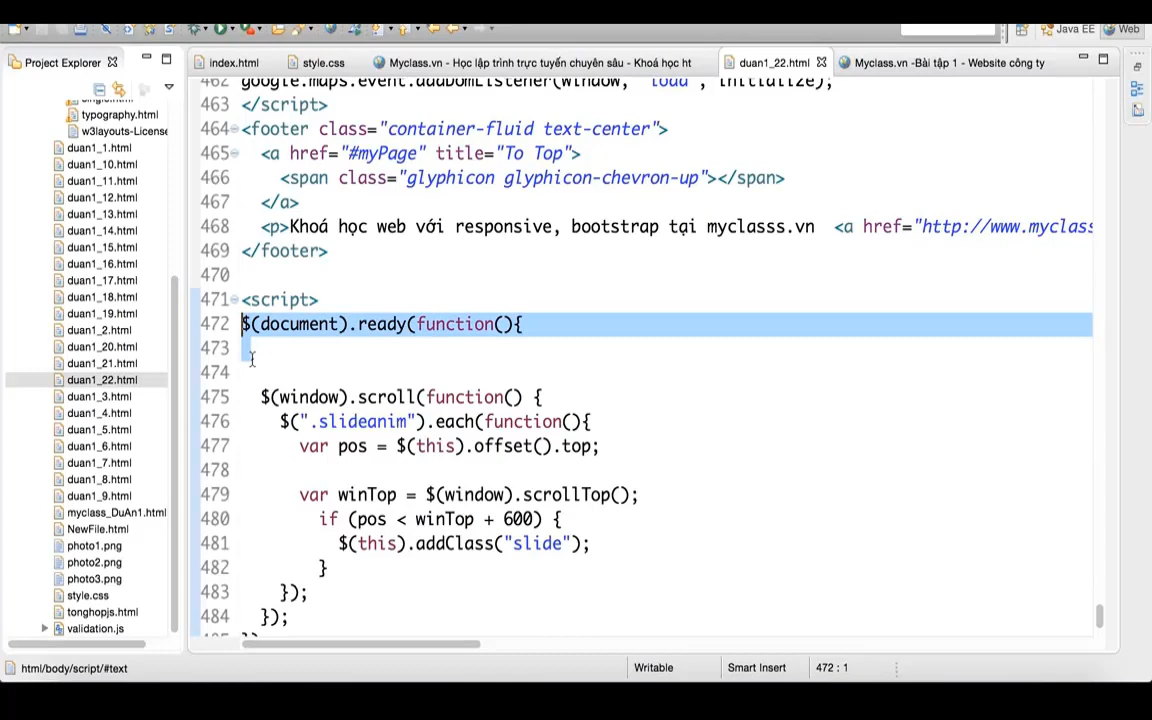 Java EE
Web
Project Explorer
index.html
style.css
Myclass.vn - Học lập trình trực tuyến chuyên sâu - Khoá học ht
duan1_22.html
Myclass.vn -Bài tập 1 - Website công ty
typography.html
w3layouts-License
duan1_1.html
duan1_10.html
duan1_11.html
duan1_12.html
duan1_13.html
duan1_14.html
duan1_15.html
duan1_16.html
duan1_17.html
duan1_18.html
duan1_19.html
duan1_2.html
duan1_20.html
duan1_21.html
duan1_22.html
duan1_3.html
duan1_4.html
duan1_5.html
duan1_6.html
duan1_7.html
duan1_8.html
duan1_9.html
myclass_DuAn1.html
NewFile.html
photo1.png
photo2.png
photo3.png
style.css
tonghopjs.html
validation.js
462 google.maps.event.addDomListener(window, 'load', initialize);
463 </script>
464 <footer class="container-fluid text-center">
465 <a href="#myPage" title="To Top">
466 <span class="glyphicon glyphicon-chevron-up"></span>
467 </a>
468 <p>Khoá học web với responsive, bootstrap tại myclasss.vn <a href="http://www.myclass
469 </footer>
470
471 <script>
472 $(document).ready(function(){
473
474
475 $(window).scroll(function() {
476 $(".slideanim").each(function(){
477 var pos = $(this).offset().top;
478
479 var winTop = $(window).scrollTop();
480 if (pos < winTop + 600) {
481 $(this).addClass("slide");
482 }
483 });
484 });
html/body/script/#text
Writable
Smart Insert
472 : 1